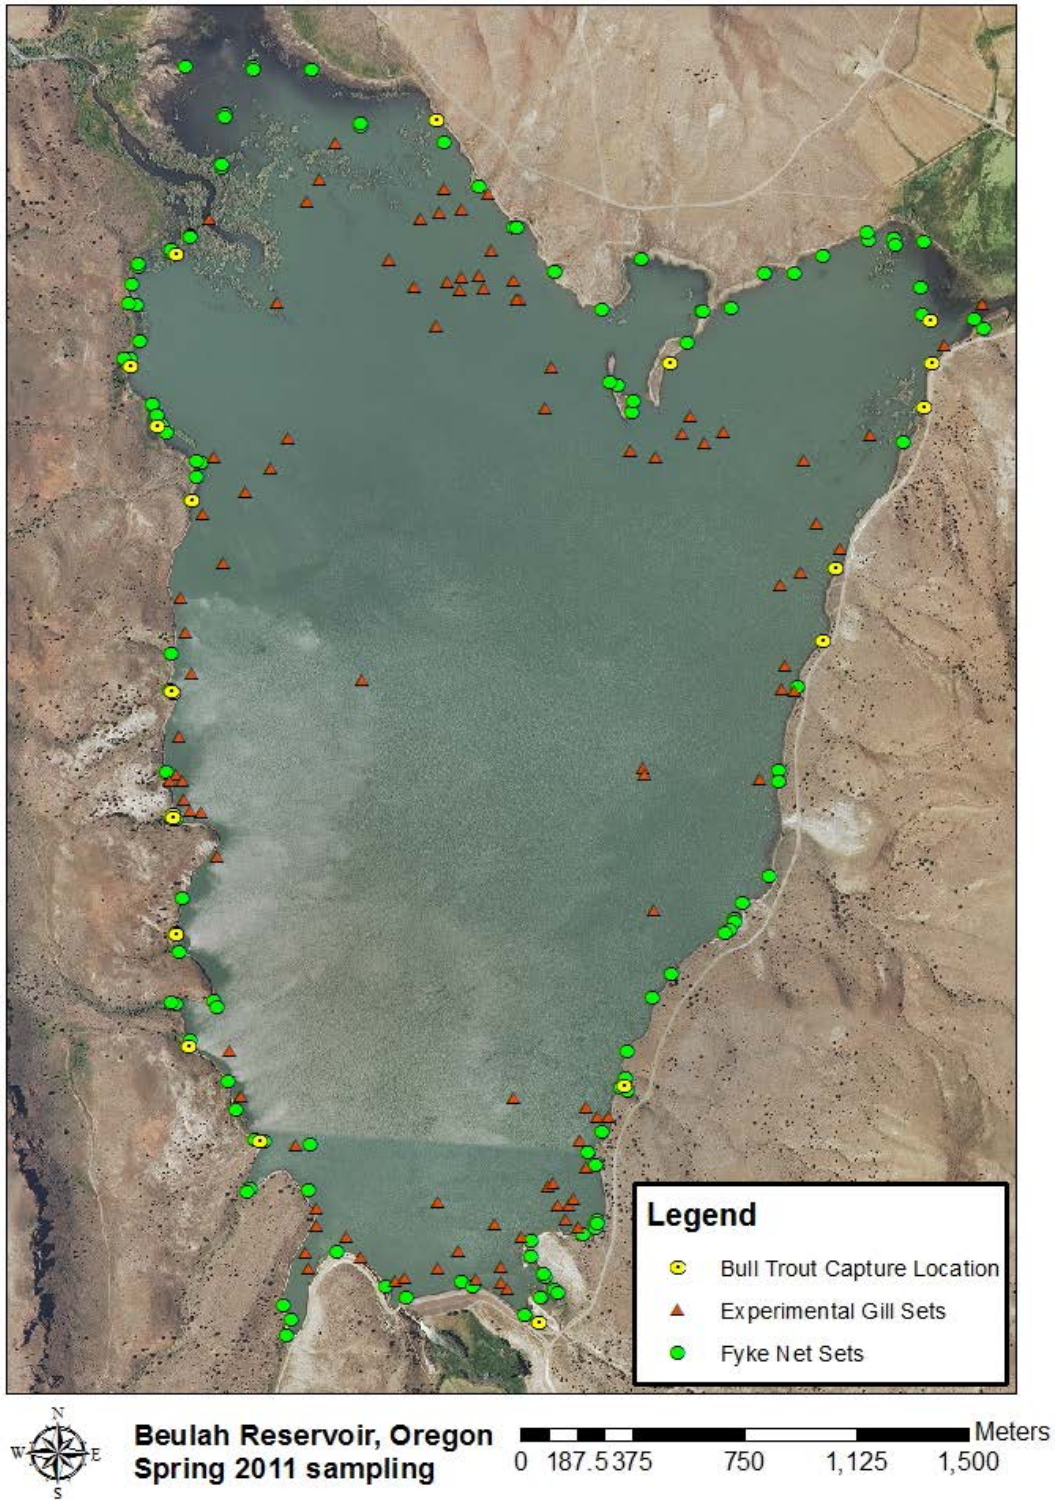 Legend
Bull Trout Capture Location
Experimental Gill Sets
Fyke Net Sets
N
W E
S
Beulah Reservoir, Oregon
Spring 2011 sampling
Meters
0 187.5 375 750 1,125 1,500